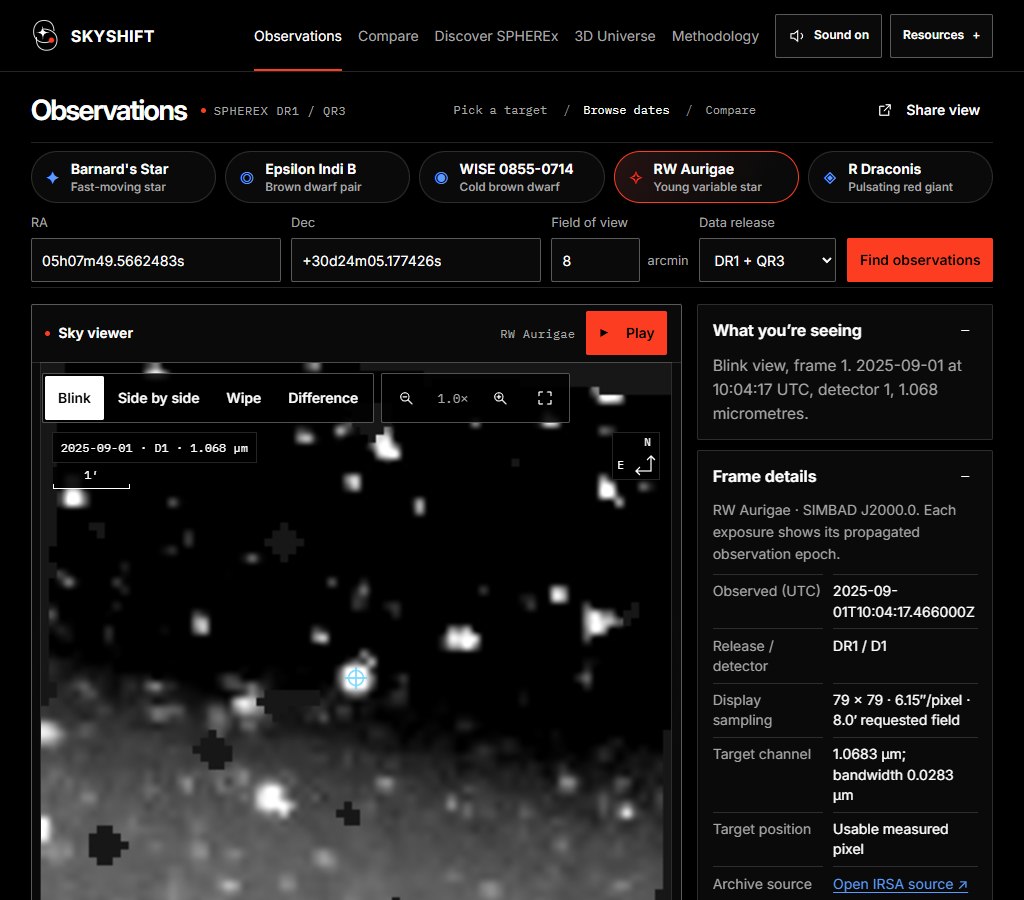 SKYSHIFT
Observations Compare Discover SPHEREx 3D Universe Methodology Sound on Resources +
Observations • SPHEREX DR1 / QR3 Pick a target / Browse dates / Compare Share view
Barnard's Star
Fast-moving star
Epsilon Indi B
Brown dwarf pair
WISE 0855-0714
Cold brown dwarf
RW Aurigae
Young variable star
R Draconis
Pulsating red giant
RA Dec Field of view Data release
05h07m49.5662483s +30d24m05.177426s 8 arcmin DR1 + QR3 Find observations
• Sky viewer RW Aurigae Play
Blink Side by side Wipe Difference 1.0×
2025-09-01 · D1 · 1.068 µm
1′
N
E
What you’re seeing −
Blink view, frame 1. 2025-09-01 at
10:04:17 UTC, detector 1, 1.068
micrometres.
Frame details −
RW Aurigae · SIMBAD J2000.0. Each
exposure shows its propagated
observation epoch.
Observed (UTC) 2025-09-
01T10:04:17.466000Z
Release / DR1 / D1
detector
Display 79 × 79 · 6.15″/pixel ·
sampling 8.0′ requested field
Target channel 1.0683 µm;
bandwidth 0.0283
µm
Target position Usable measured
pixel
Archive source Open IRSA source ↗